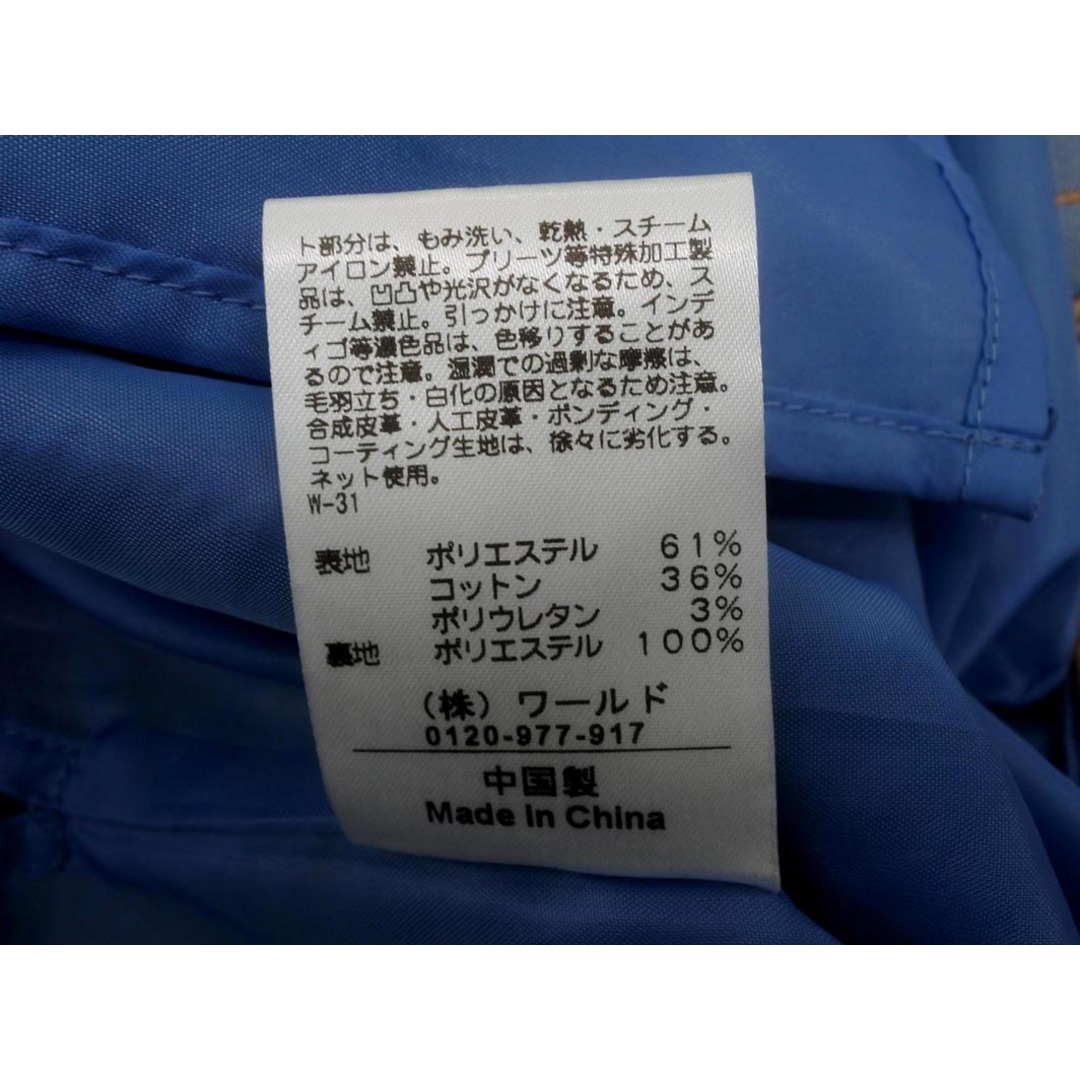 ト部分は、もみ洗い、乾熱・スチーム
アイロン禁止。プリーツ等特殊加工製
品は、凹凸や光沢がなくなるため、ス
チーム禁止。引っかけに注意。インデ
ィゴ等濃色品は、色移りすることがあ
るので注意。湿潤での過剰な摩擦は、
毛羽立ち・白化の原因となるため注意。
合成皮革・人工皮革・ボンディング・
コーティング生地は、徐々に劣化する。
ネット使用。
W-31
表地 ポリエステル 61%
コットン 36%
ポリウレタン 3%
裏地 ポリエステル 100%
(株) ワールド
0120-977-917
中国製
Made in China